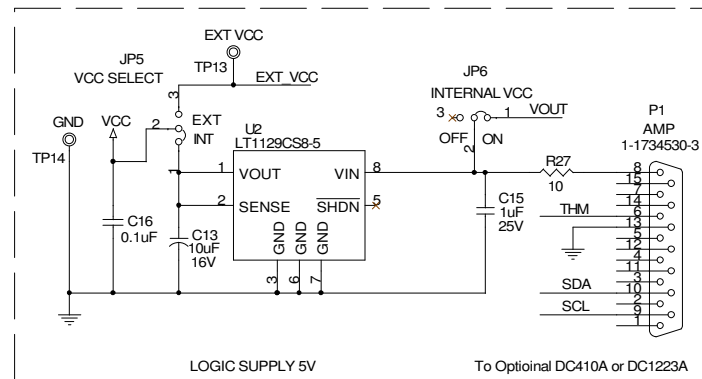 EXT VCC
JP5
VCC SELECT
TP13
EXT_VCC
JP6
INTERNAL VCC
3
1
VOUT
OFF
ON
2
P1
AMP
1-1734530-3
GND
TP14
VCC
3
2
EXT
INT
1
U2
LT1129CS8-5
1
VOUT
VIN
8
2
SENSE
SHDN
5
GND
GND
GND
3
6
7
C16
0.1uF
C13
10uF
16V
R27
10
C15
1uF
25V
THM
SDA
SCL
8
15
7
14
6
13
5
12
4
11
3
10
2
9
1
LOGIC SUPPLY 5V
To Optioinal DC410A or DC1223A